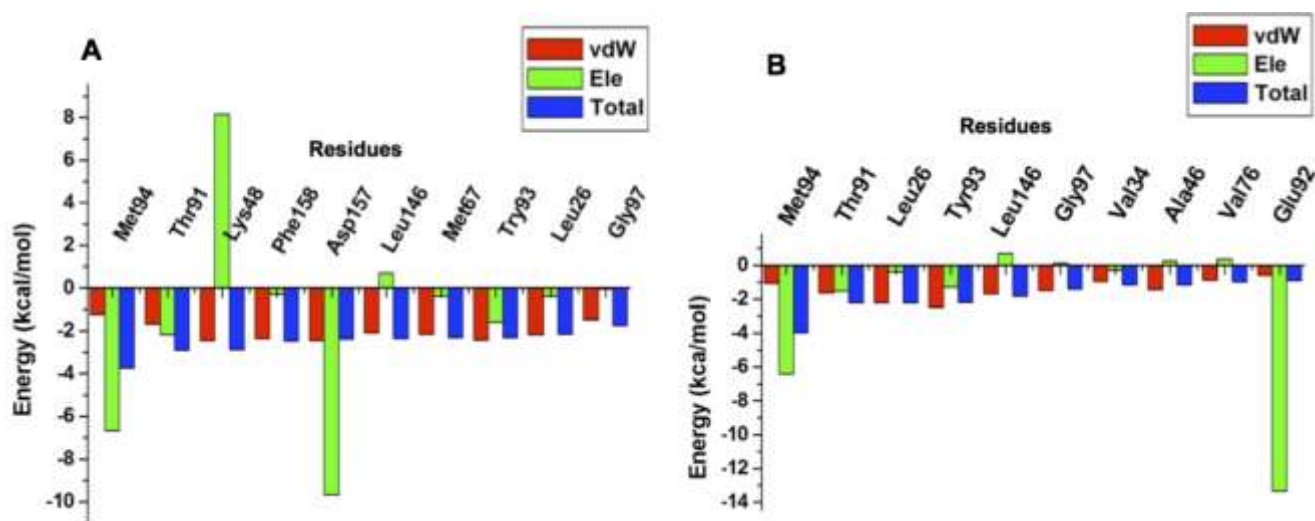 A
vdW
Ele
Total
Residues
Met94
Thr91
Lys48
Phe158
Asp157
Leu146
Met67
Try93
Leu26
Gly97
8
6
4
2
0
-2
-4
-6
-8
-10
Energy (kcal/mol)
B
vdW
Ele
Total
Residues
Met94
Thr91
Leu26
Tyr93
Leu146
Gly97
Val34
Ala46
Val76
Glu92
0
-2
-4
-6
-8
-10
-12
-14
Energy (kca/mol)